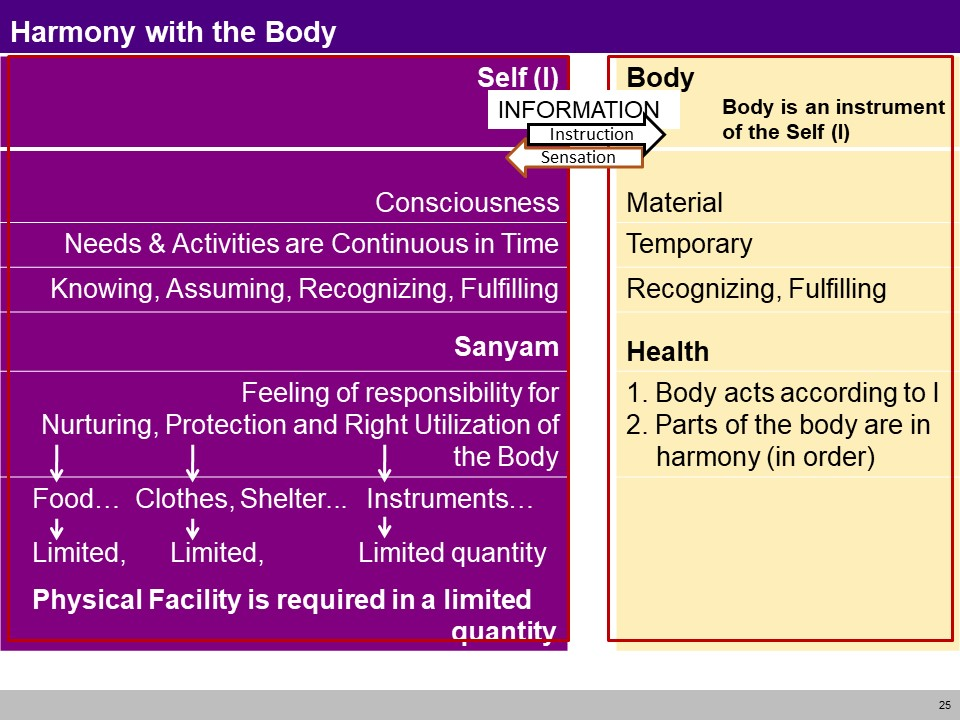 Harmony with the Body
Self (I)
Body
INFORMATION
Instruction
Sensation
Body is an instrument
of the Self (I)
Consciousness
Material
Needs & Activities are Continuous in Time
Temporary
Knowing, Assuming, Recognizing, Fulfilling
Recognizing, Fulfilling
Sanyam
Health
Feeling of responsibility for
Nurturing, Protection and Right Utilization of
the Body
1. Body acts according to I
2. Parts of the body are in
harmony (in order)
Food… Clothes, Shelter... Instruments…
Limited, Limited, Limited quantity
Physical Facility is required in a limited
quantity
25